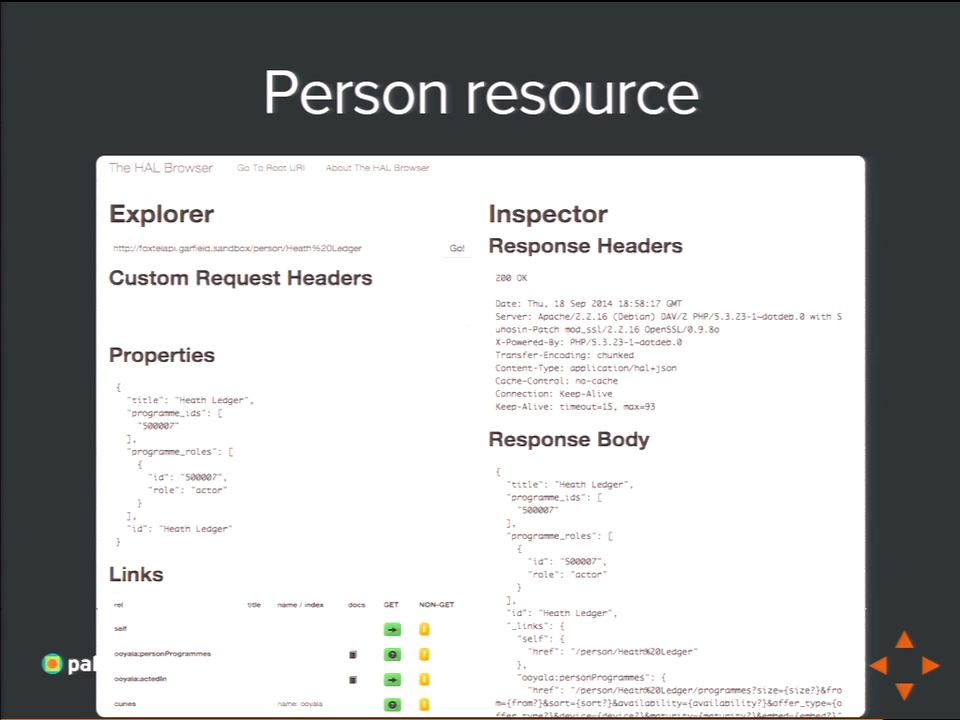 Person resource
The HAL Browser Go To Root URI About The HAL Browser
Explorer
http://foxtelapi.garfield.sandbox/person/Heath%20Ledger Go!
Custom Request Headers
Properties
{
"title": "Heath Ledger",
"programme_ids": [
"500007"
],
"programme_roles": [
{
"id": "500007",
"role": "actor"
}
],
"id": "Heath Ledger"
}
Links
rel title name / index docs GET NON-GET
self
ooyala:personProgrammes
ooyala:actedIn
curies name: ooyala
Inspector
Response Headers
200 OK
Date: Thu, 18 Sep 2014 18:58:17 GMT
Server: Apache/2.2.16 (Debian) DAV/2 PHP/5.3.23-1~dotdeb.0 with S
uhosin-Patch mod_ssl/2.2.16 OpenSSL/0.9.8o
X-Powered-By: PHP/5.3.23-1~dotdeb.0
Transfer-Encoding: chunked
Content-Type: application/hal+json
Cache-Control: no-cache
Connection: Keep-Alive
Keep-Alive: timeout=15, max=93
Response Body
{
"title": "Heath Ledger",
"programme_ids": [
"500007"
],
"programme_roles": [
{
"id": "500007",
"role": "actor"
}
],
"id": "Heath Ledger",
"_links": {
"self": {
"href": "/person/Heath%20Ledger"
},
"ooyala:personProgrammes": {
"href": "/person/Heath%20Ledger/programmes?size={size?}&fro
m={from?}&sort={sort?}&availability={availability?}&offer_type={o
ffer_type?}&device={device?}&maturity={maturity?}&embed={embed?}"